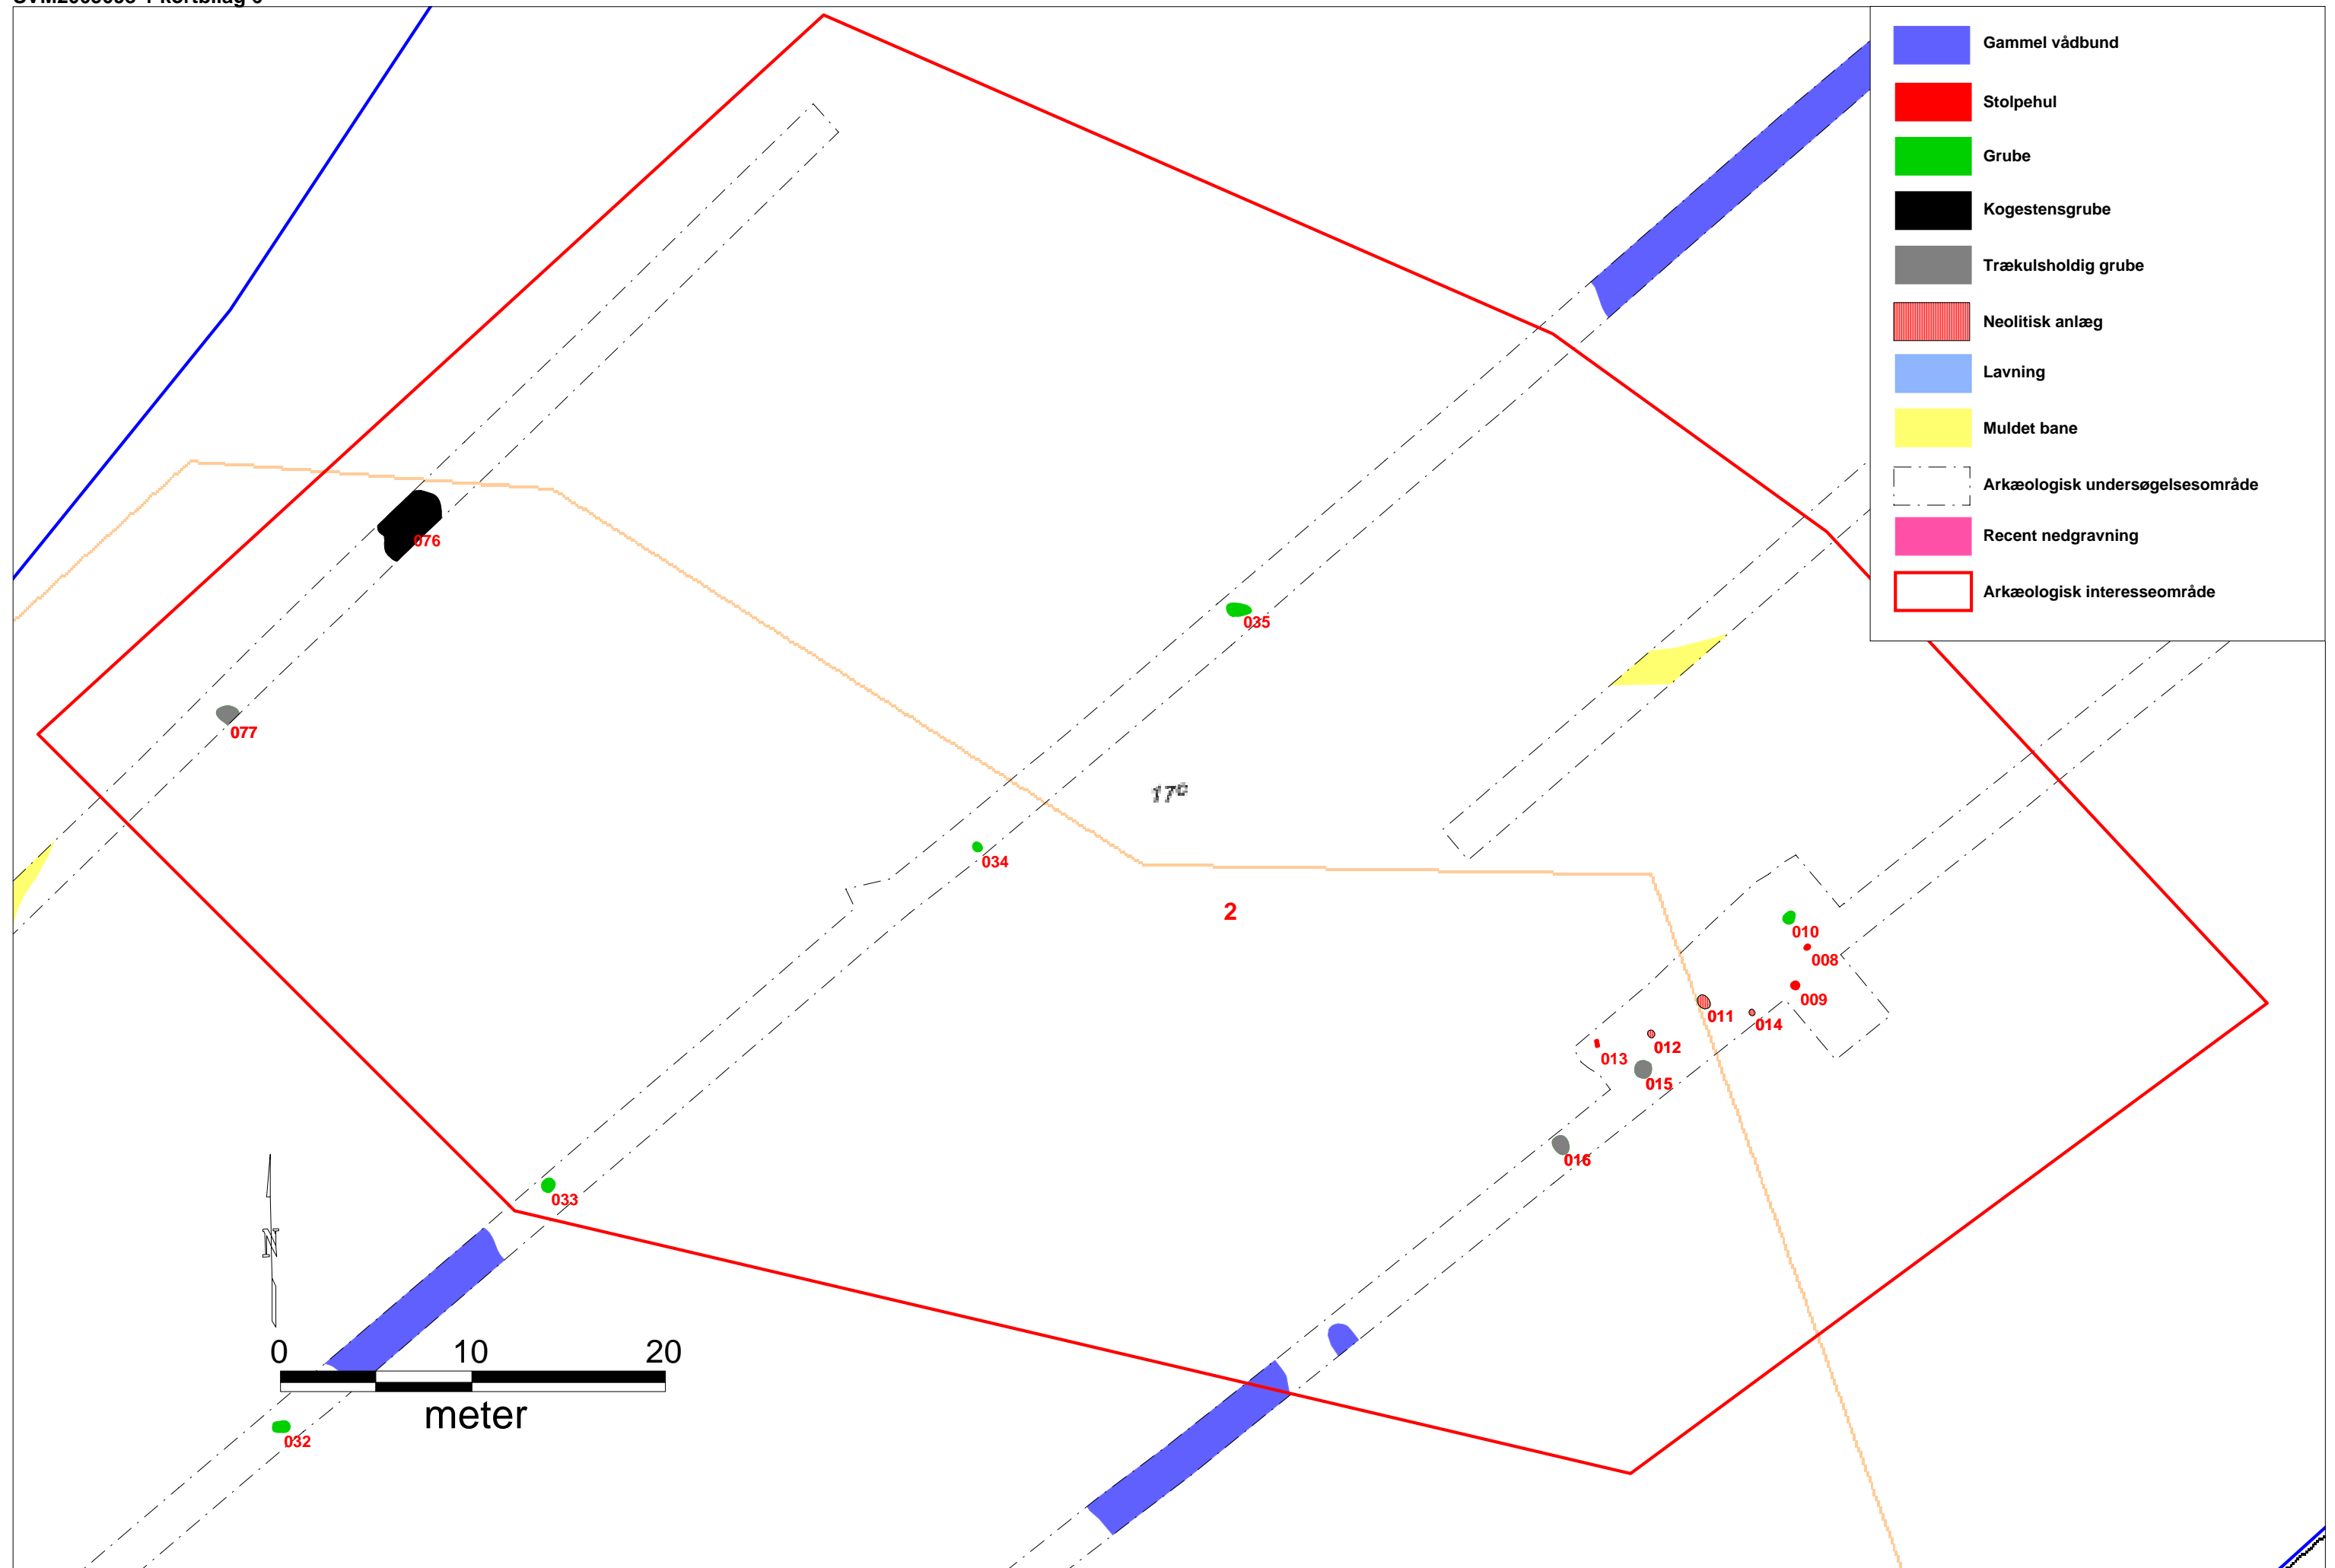 Gammel vådbund
Stolpehul
Grube
Kogestensgrube
Trækulsholdig grube
Neolitisk anlæg
Lavning
Muldet bane
Arkæologisk undersøgelsesområde
Recent nedgravning
Arkæologisk interesseområde
076
035
077
17c
034
2
010
008
009
011
014
012
013
015
016
033
N
0 10 20
meter
032